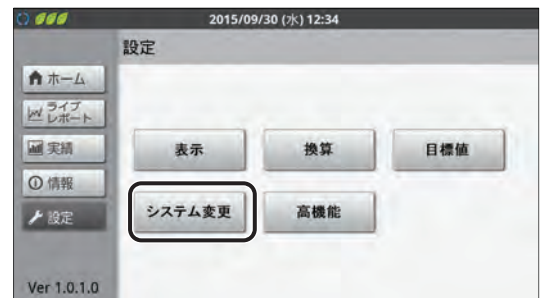 2015/09/30 (水) 12:34
設定
ホーム
ライブ
レポート
実績
情報
設定
表示
換算
目標値
システム変更
高機能
Ver 1.0.1.0